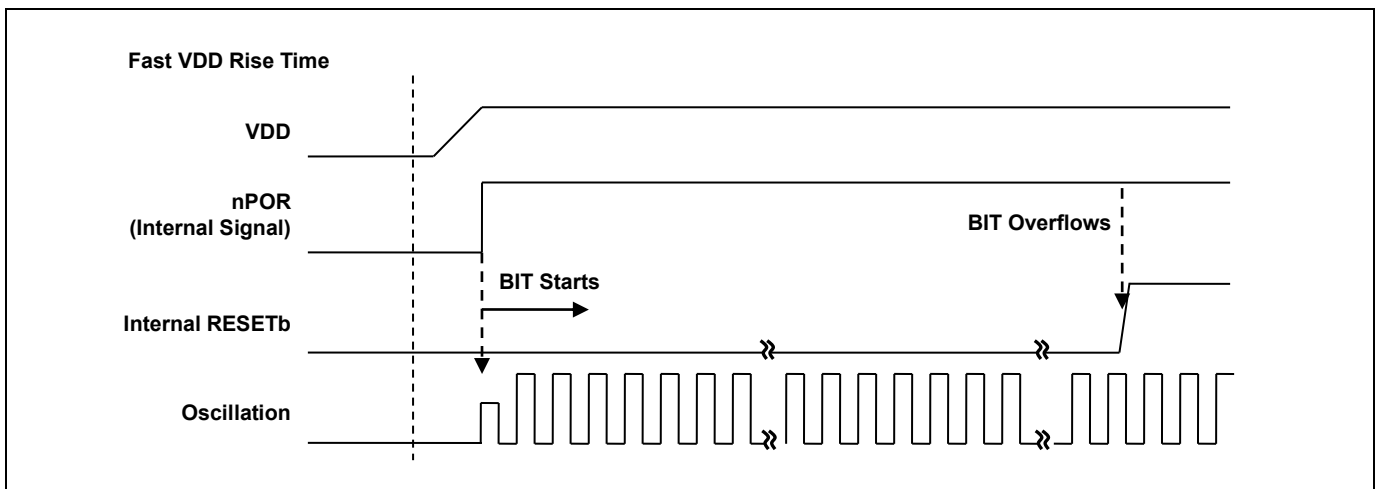 Fast VDD Rise Time
VDD
nPOR
(Internal Signal)
BIT Overflows
BIT Starts
Internal RESETb
Oscillation